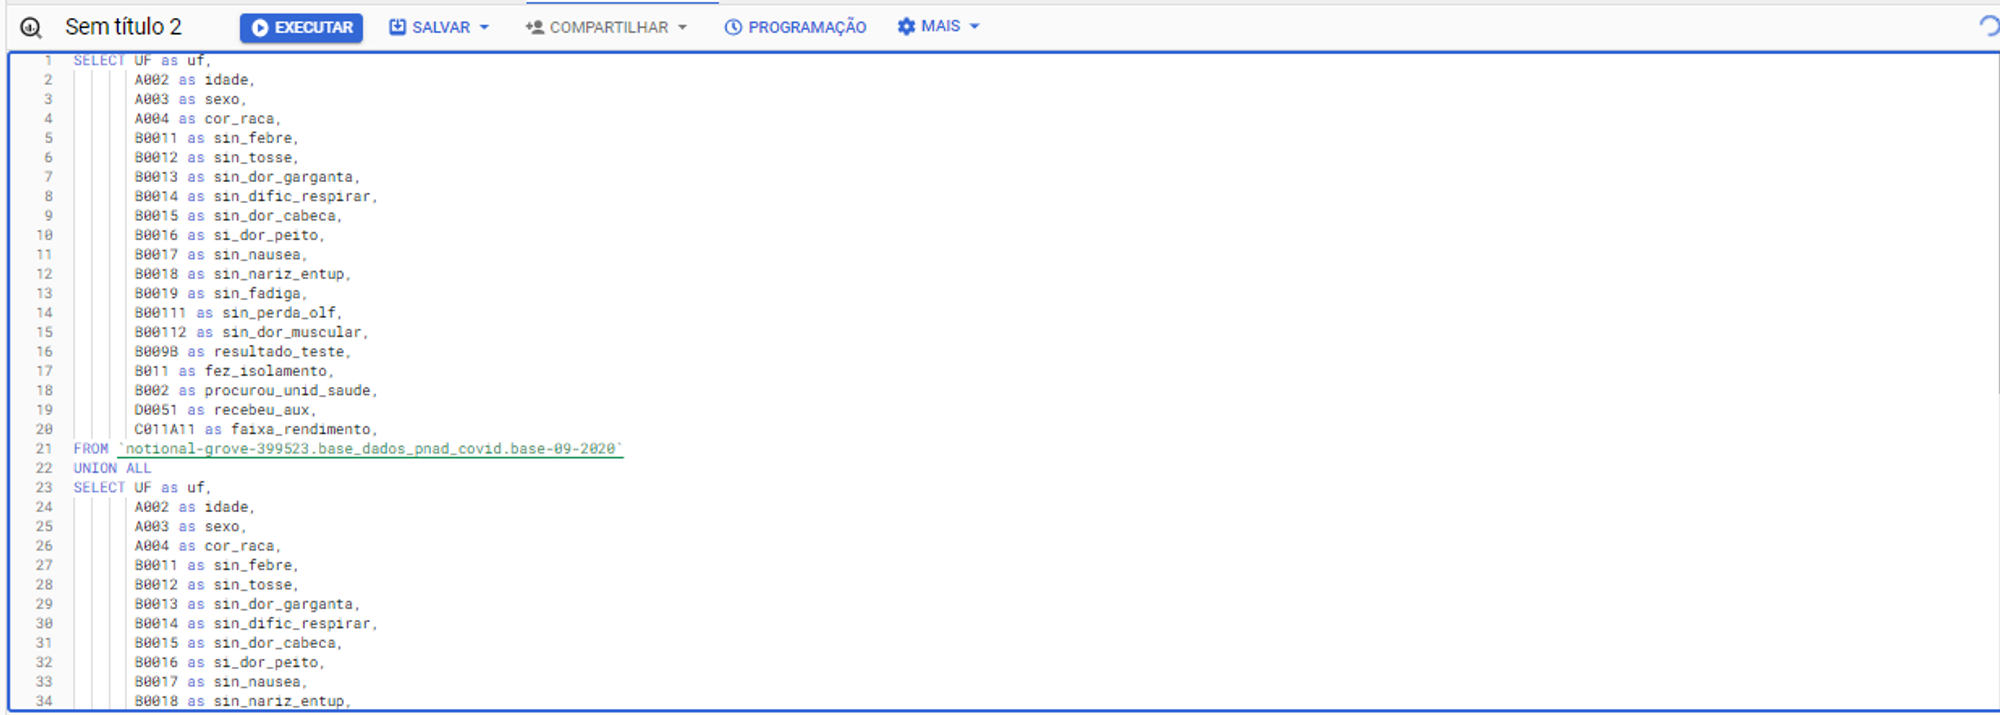 Sem título 2 EXECUTAR SALVAR COMPARTILHAR PROGRAMAÇÃO MAIS
1 SELECT UF as uf,
2 A002 as idade,
3 A003 as sexo,
4 A004 as cor_raca,
5 B0011 as sin_febre,
6 B0012 as sin_tosse,
7 B0013 as sin_dor_garganta,
8 B0014 as sin_dific_respirar,
9 B0015 as sin_dor_cabeca,
10 B0016 as si_dor_peito,
11 B0017 as sin_nausea,
12 B0018 as sin_nariz_entup,
13 B0019 as sin_fadiga,
14 B00111 as sin_perda_olf,
15 B00112 as sin_dor_muscular,
16 B009B as resultado_teste,
17 B011 as fez_isolamento,
18 B002 as procurou_unid_saude,
19 D0051 as recebeu_aux,
20 C011A11 as faixa_rendimento,
21 FROM `notional-grove-399523.base_dados_pnad_covid.base-09-2020`
22 UNION ALL
23 SELECT UF as uf,
24 A002 as idade,
25 A003 as sexo,
26 A004 as cor_raca,
27 B0011 as sin_febre,
28 B0012 as sin_tosse,
29 B0013 as sin_dor_garganta,
30 B0014 as sin_dific_respirar,
31 B0015 as sin_dor_cabeca,
32 B0016 as si_dor_peito,
33 B0017 as sin_nausea,
34 B0018 as sin_nariz_entup,